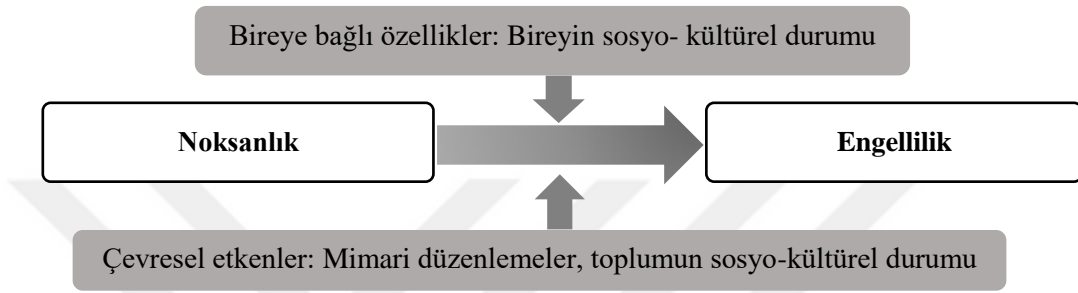 Bireye bağlı özellikler: Bireyin sosyo- kültürel durumu
Noksanlık
Engellilik
Çevresel etkenler: Mimari düzenlemeler, toplumun sosyo-kültürel durumu